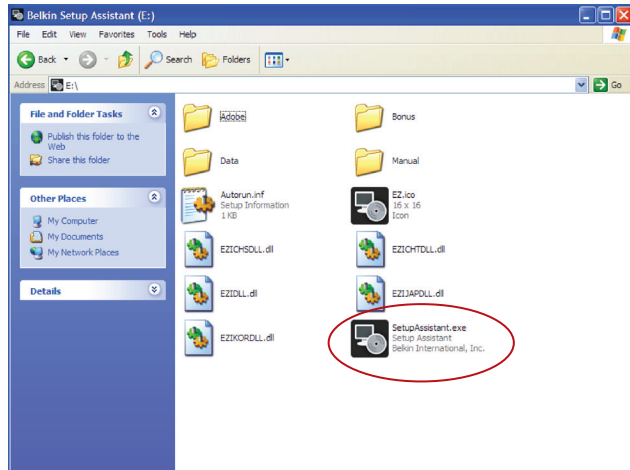 Belkin Setup Assistant (E:)
File Edit View Favorites Tools Help
Back Search Folders
Address E:\ Go
File and Folder Tasks
Publish this folder to the
Web
Share this folder
Other Places
My Computer
My Documents
My Network Places
Details
Adobe
Bonus
Data
Manual
Autorun.inf
Setup Information
1 KB
EZ.ico
16 x 16
Icon
EZICHSDLL.dll
EZICHTDLL.dll
EZIDLL.dll
EZIJAPDLL.dll
EZIKORDLL.dll
SetupAssistant.exe
Setup Assistant
Belkin International, Inc.